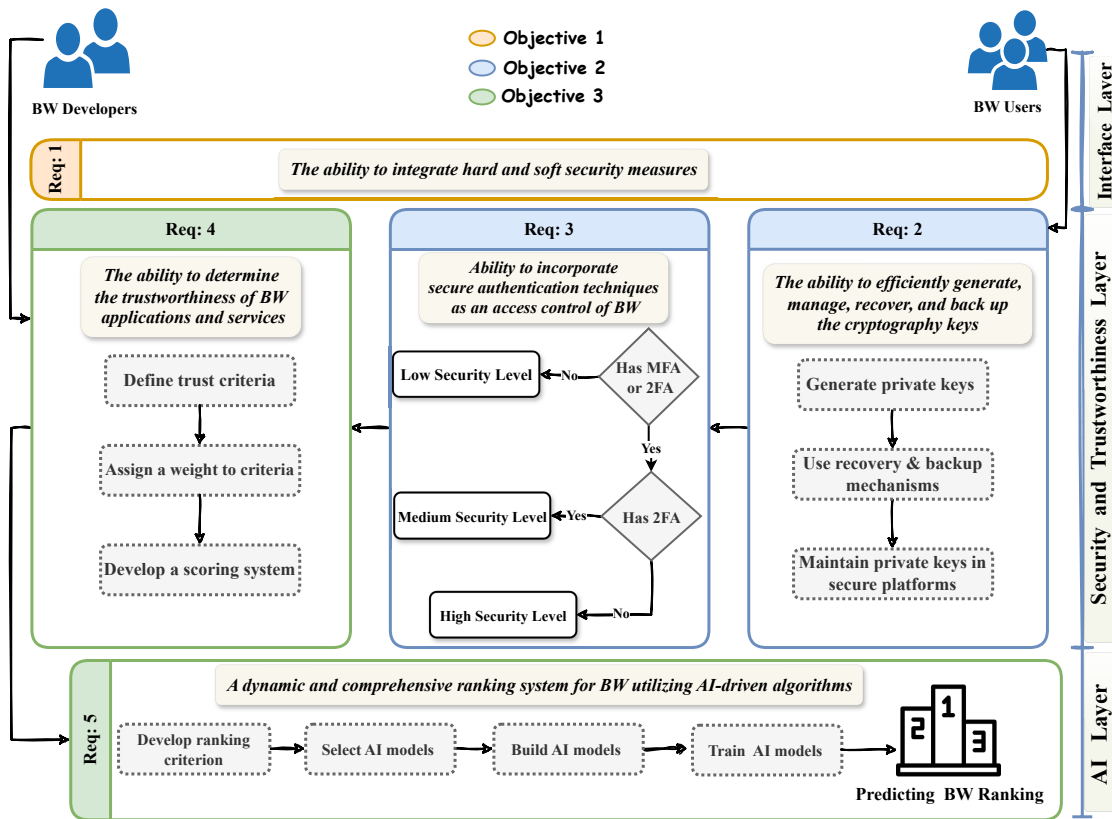 Objective 1
Objective 2
Objective 3
BW Developers
BW Users
Interface Layer
Req: 1
The ability to integrate hard and soft security measures
Security and Trustworthiness Layer
Req: 4
The ability to determine
the trustworthiness of BW
applications and services
Define trust criteria
Assign a weight to criteria
Develop a scoring system
Req: 3
Ability to incorporate
secure authentication techniques
as an access control of BW
Has MFA
or 2FA
No
Low Security Level
Yes
Has 2FA
Yes
Medium Security Level
No
High Security Level
Req: 2
The ability to efficiently generate,
manage, recover, and back up
the cryptography keys
Generate private keys
Use recovery & backup
mechanisms
Maintain private keys in
secure platforms
AI Layer
Req: 5
A dynamic and comprehensive ranking system for BW utilizing AI-driven algorithms
Develop ranking
criterion
Select AI models
Build AI models
Train AI models
2
1
3
Predicting BW Ranking